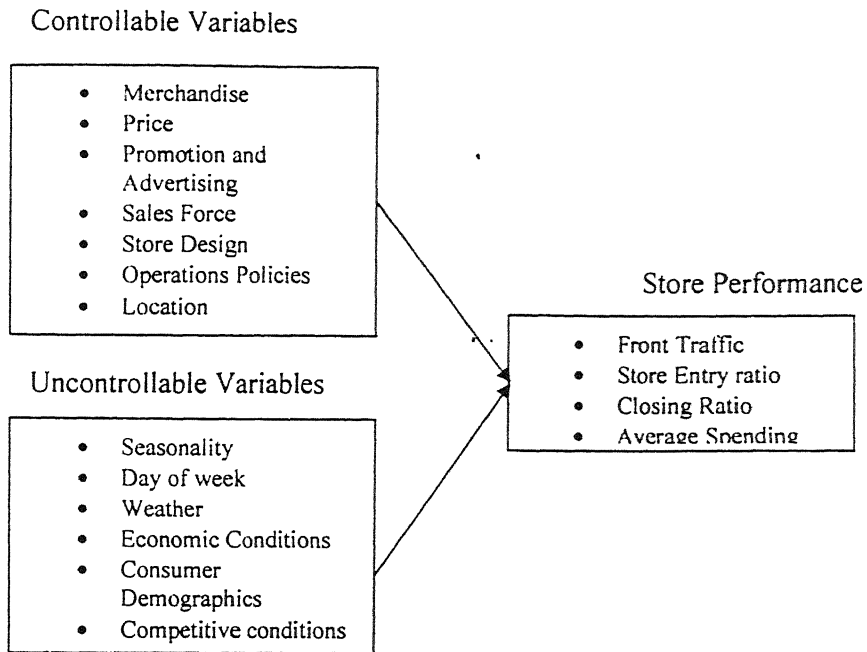 Controllable Variables
• Merchandise
• Price
• Promotion and
Advertising
• Sales Force
• Store Design
• Operations Policies
• Location
Uncontrollable Variables
• Seasonality
• Day of week
• Weather
• Economic Conditions
• Consumer
Demographics
• Competitive conditions
Store Performance
• Front Traffic
• Store Entry ratio
• Closing Ratio
• Average Spending